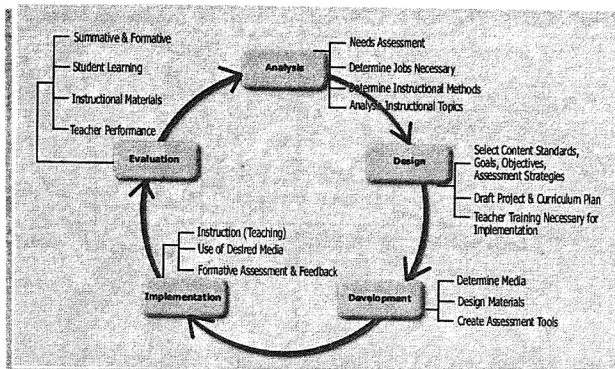 Summative & Formative
Student Learning
Instructional Materials
Teacher Performance
Evaluation
Analysis
Needs Assessment
Determine Jobs Necessary
Determine Instructional Methods
Analysis Instructional Topics
Design
Select Content Standards,
Goals, Objectives,
Assessment Strategies
Draft Project & Curriculum Plan
Teacher Training Necessary for
Implementation
Instruction (Teaching)
Use of Desired Media
Formative Assessment & Feedback
Implementation
Development
Determine Media
Design Materials
Create Assessment Tools